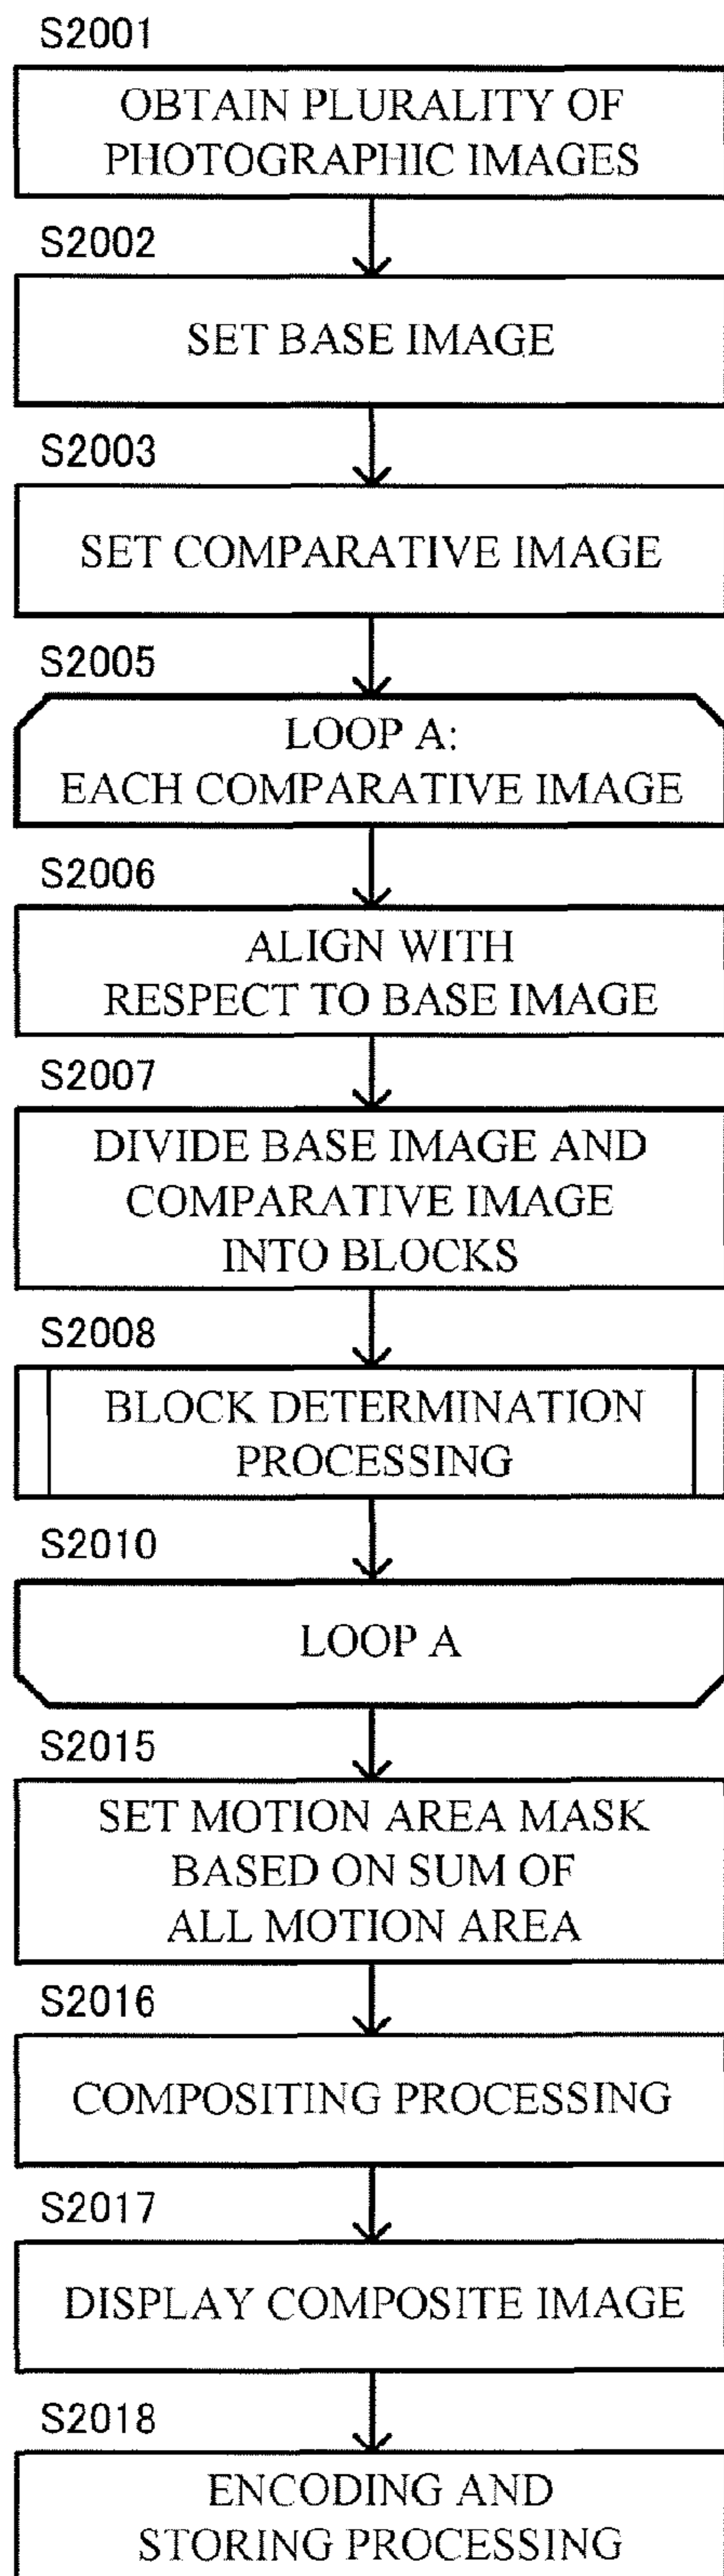 S2001
OBTAIN PLURALITY OF
PHOTOGRAPHIC IMAGES
S2002
SET BASE IMAGE
S2003
SET COMPARATIVE IMAGE
S2005
LOOP A:
EACH COMPARATIVE IMAGE
S2006
ALIGN WITH
RESPECT TO BASE IMAGE
S2007
DIVIDE BASE IMAGE AND
COMPARATIVE IMAGE
INTO BLOCKS
S2008
BLOCK DETERMINATION
PROCESSING
S2010
LOOP A
S2015
SET MOTION AREA MASK
BASED ON SUM OF
ALL MOTION AREA
S2016
COMPOSITING PROCESSING
S2017
DISPLAY COMPOSITE IMAGE
S2018
ENCODING AND
STORING PROCESSING